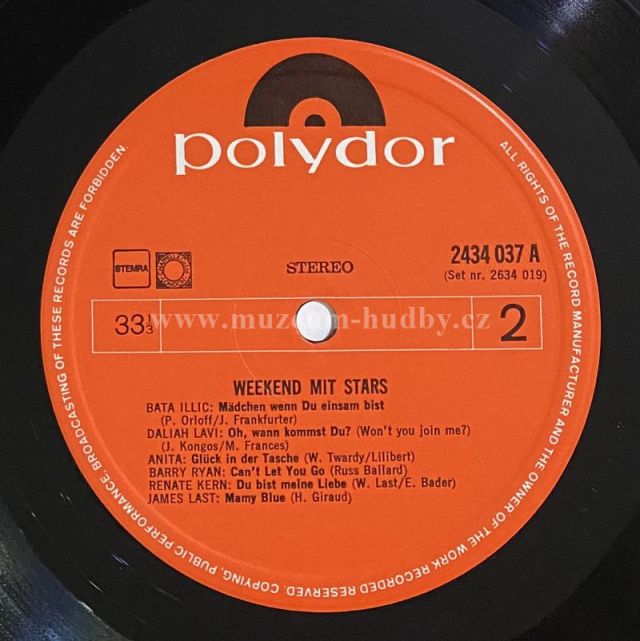 polydor
ALL RIGHTS OF THE RECORD MANUFACTURER AND THE OWNER OF THE WORK RECORDED RESERVED. COPYING, PUBLIC PERFORMANCE, BROADCASTING OF THESE RECORDS ARE FORBIDDEN.
STEMRA
STEREO
2434 037 A
(Set nr. 2634 019)
33⅓
www.muzeum-hudby.cz
2
WEEKEND MIT STARS
BATA ILLIC: Mädchen wenn Du einsam bist
(P. Orloff/J. Frankfurter)
DALIAH LAVI: Oh, wann kommst Du? (Won't you join me?)
(J. Kongos/M. Frances)
ANITA: Glück in der Tasche (W. Twardy/Lilibert)
BARRY RYAN: Can't Let You Go (Russ Ballard)
RENATE KERN: Du bist meine Liebe (W. Last/E. Bader)
JAMES LAST: Mamy Blue (H. Giraud)